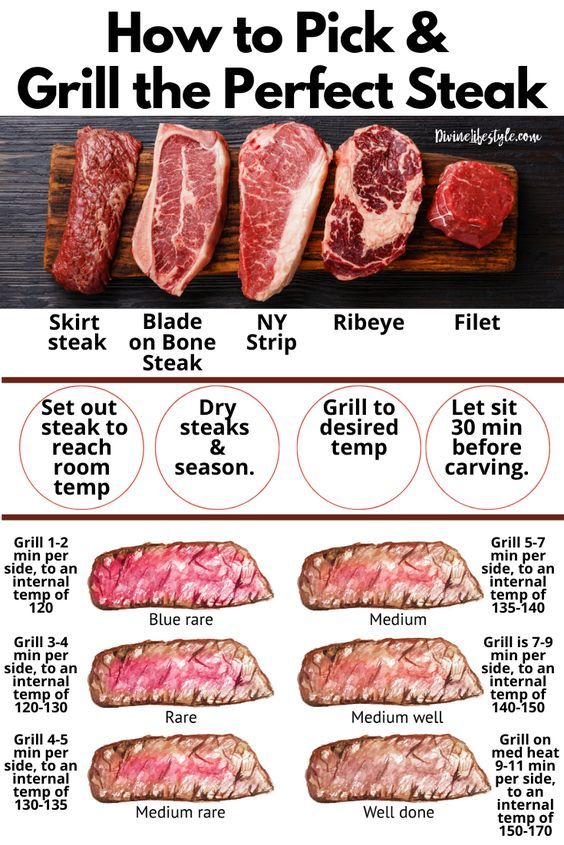 How to Pick &
Grill the Perfect Steak
Divinelifestyle.com
Skirt
steak
Blade
on Bone
Steak
NY
Strip
Ribeye
Filet
Set out
steak to
reach
room
temp
Dry
steaks
&
season.
Grill to
desired
temp
Let sit
30 min
before
carving.
Grill 1-2
min per
side, to an
internal
temp of
120
Blue rare
Grill 5-7
min per
side, to an
internal
temp of
135-140
Medium
Grill 3-4
min per
side, to an
internal
temp of
120-130
Rare
Grill is 7-9
min per
side, to an
internal
temp of
140-150
Medium well
Grill 4-5
min per
side, to an
internal
temp of
130-135
Medium rare
Grill on
med heat
9-11 min
per side,
to an
internal
temp of
150-170
Well done